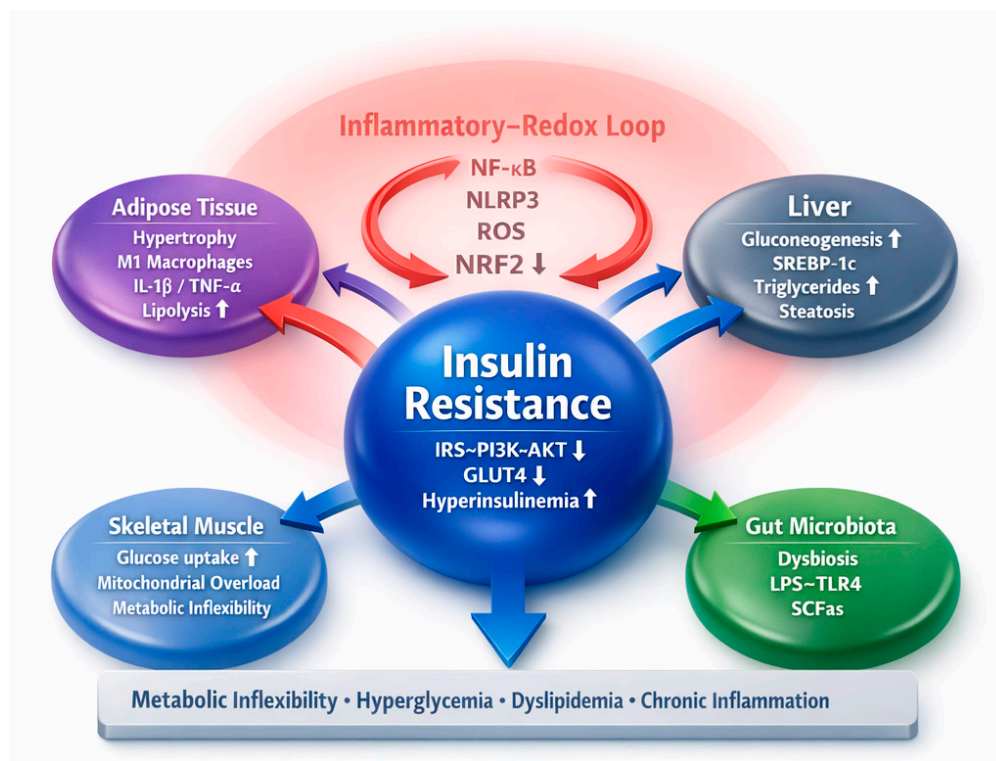 Inflammatory–Redox Loop
NF-κB
NLRP3
ROS
NRF2 ⬇
Adipose Tissue
Hypertrophy
M1 Macrophages
IL-1β / TNF-α
Lipolysis ⬆
Liver
Gluconeogenesis ⬆
SREBP-1c
Triglycerides ⬆
Steatosis
Insulin
Resistance
IRS~PI3K~AKT ⬇
GLUT4 ⬇
Hyperinsulinemia ⬆
Skeletal Muscle
Glucose uptake ⬆
Mitochondrial Overload
Metabolic Inflexibility
Gut Microbiota
Dysbiosis
LPS~TLR4
SCFas
Metabolic Inflexibility • Hyperglycemia • Dyslipidemia • Chronic Inflammation